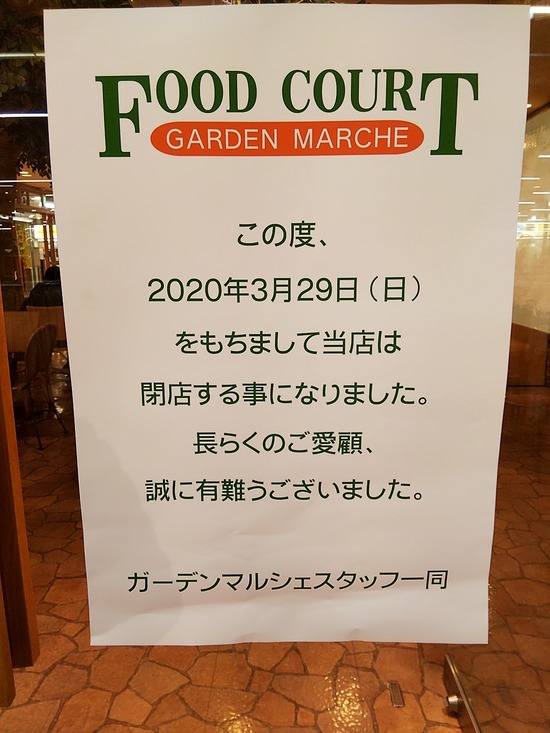 FOOD COURT
GARDEN MARCHE
この度、
2020年3月29日（日）
をもちまして当店は
閉店する事になりました。
長らくのご愛顧、
誠に有難うございました。
ガーデンマルシェスタッフ一同